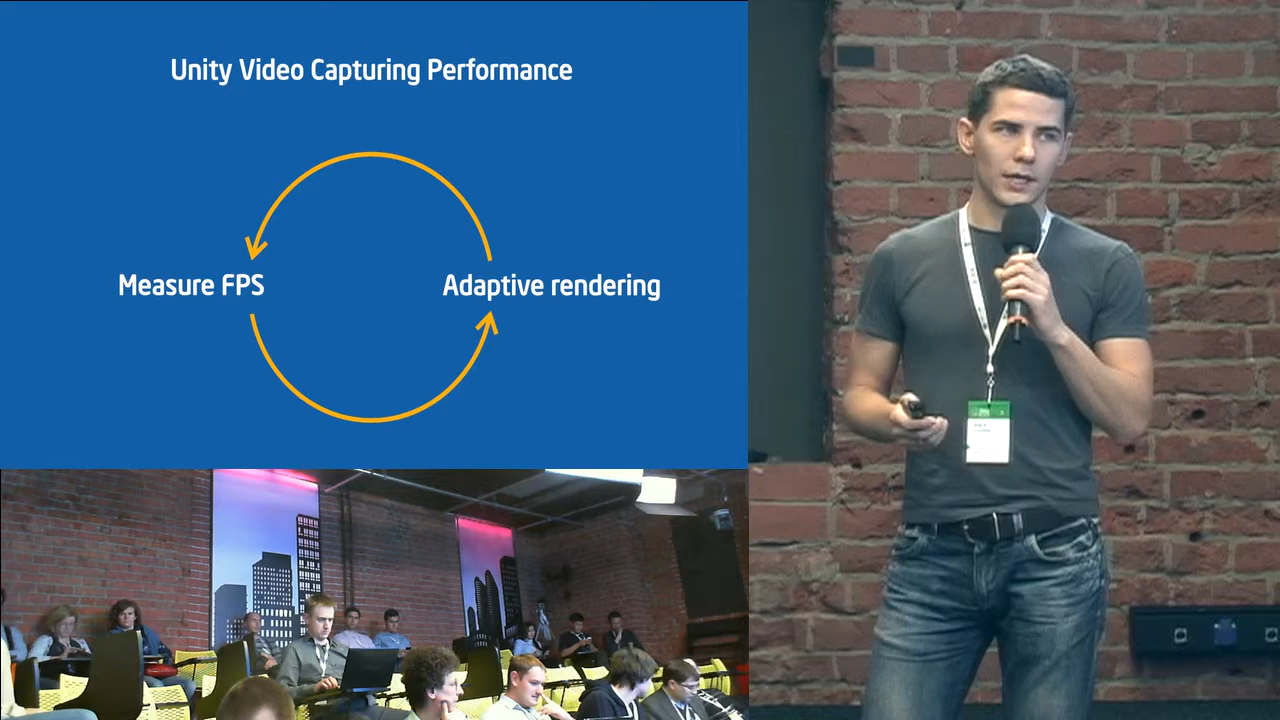 Unity Video Capturing Performance
Measure FPS
Adaptive rendering